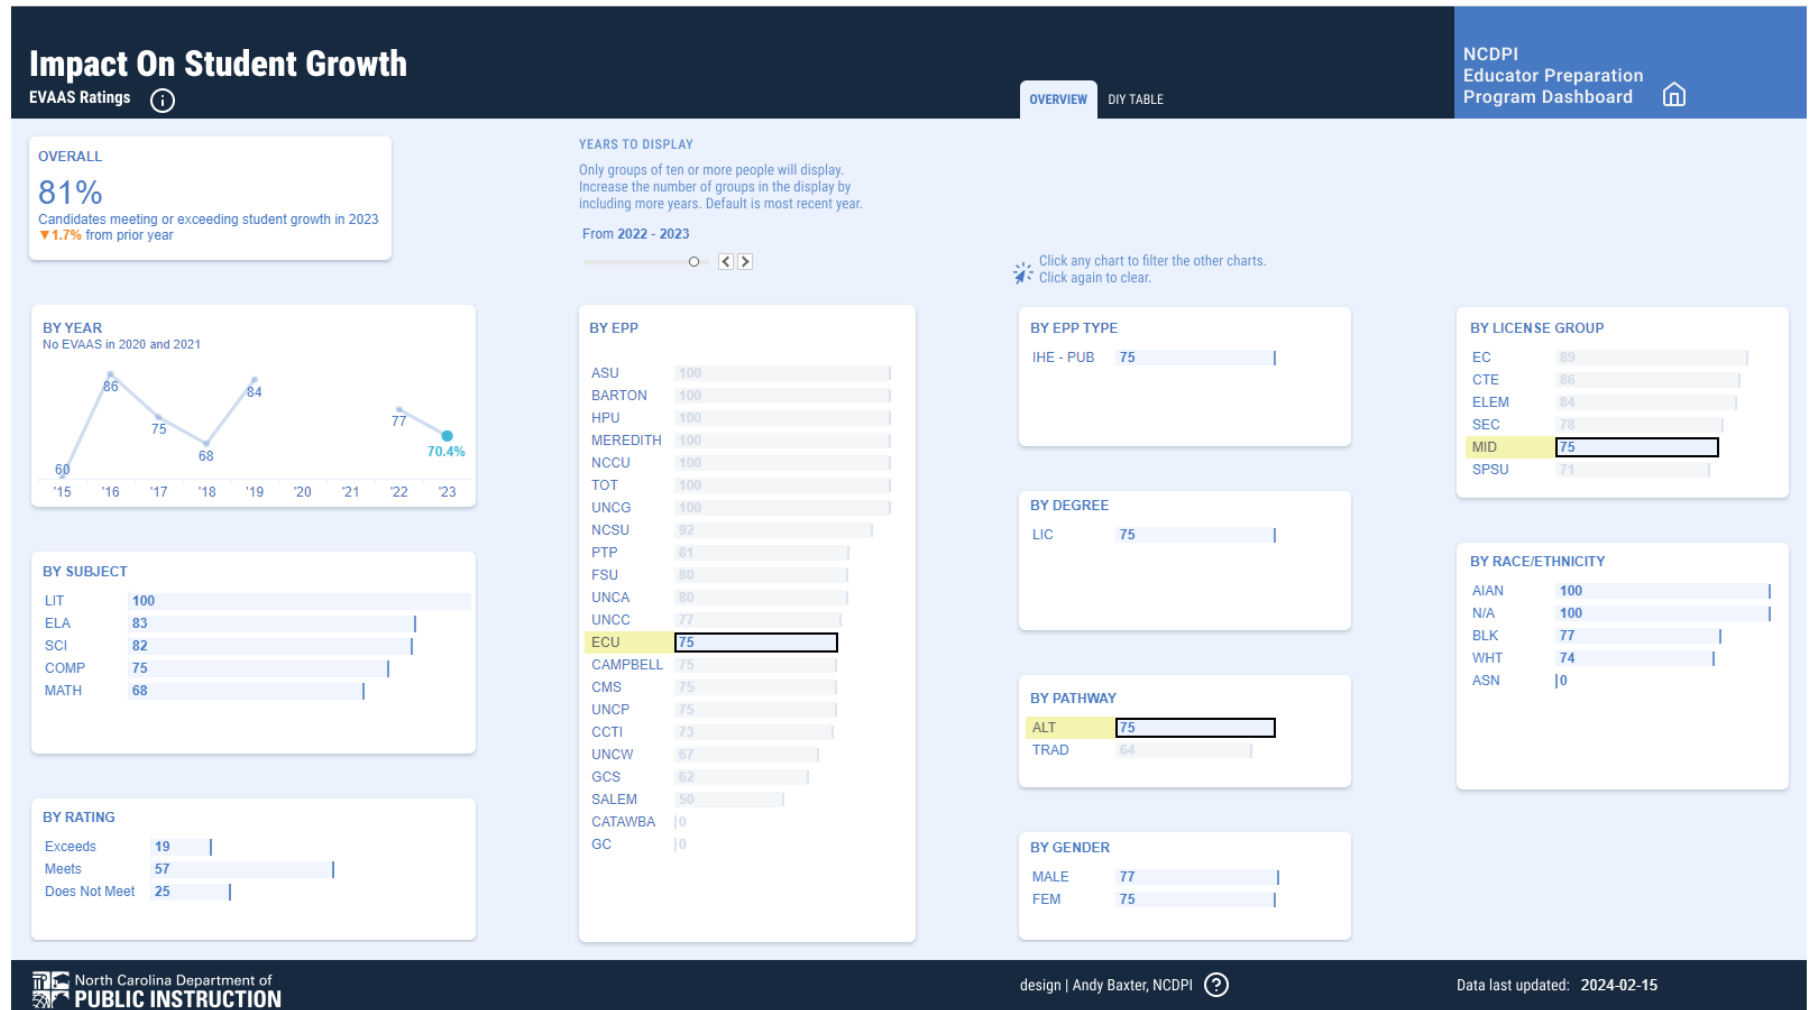 Impact On Student Growth
EVAAS Ratings
OVERVIEW
DIY TABLE
NCDPI
Educator Preparation
Program Dashboard
OVERALL
81%
Candidates meeting or exceeding student growth in 2023
▼1.7% from prior year
YEARS TO DISPLAY
Only groups of ten or more people will display.
Increase the number of groups in the display by
including more years. Default is most recent year.
From 2022 - 2023
Click any chart to filter the other charts.
Click again to clear.
BY YEAR
No EVAAS in 2020 and 2021
60
86
75
68
84
77
70.4%
'15 '16 '17 '18 '19 '20 '21 '22 '23
BY SUBJECT
LIT 100
ELA 83
SCI 82
COMP 75
MATH 68
BY RATING
Exceeds 19
Meets 57
Does Not Meet 25
BY EPP
ASU 100
BARTON 100
HPU 100
MEREDITH 100
NCCU 100
TOT 100
UNCG 100
NCSU 92
PTP 81
FSU 80
UNCA 80
UNCC 77
ECU 75
CAMPBELL 75
CMS 75
UNCP 75
CCTI 73
UNCW 67
GCS 62
SALEM 50
CATAWBA 0
GC 0
BY EPP TYPE
IHE - PUB 75
BY DEGREE
LIC 75
BY PATHWAY
ALT 75
TRAD 64
BY GENDER
MALE 77
FEM 75
BY LICENSE GROUP
EC 89
CTE 86
ELEM 84
SEC 78
MID 75
SPSU 71
BY RACE/ETHNICITY
AIAN 100
N/A 100
BLK 77
WHT 74
ASN 0
North Carolina Department of
PUBLIC INSTRUCTION
design | Andy Baxter, NCDPI
Data last updated: 2024-02-15